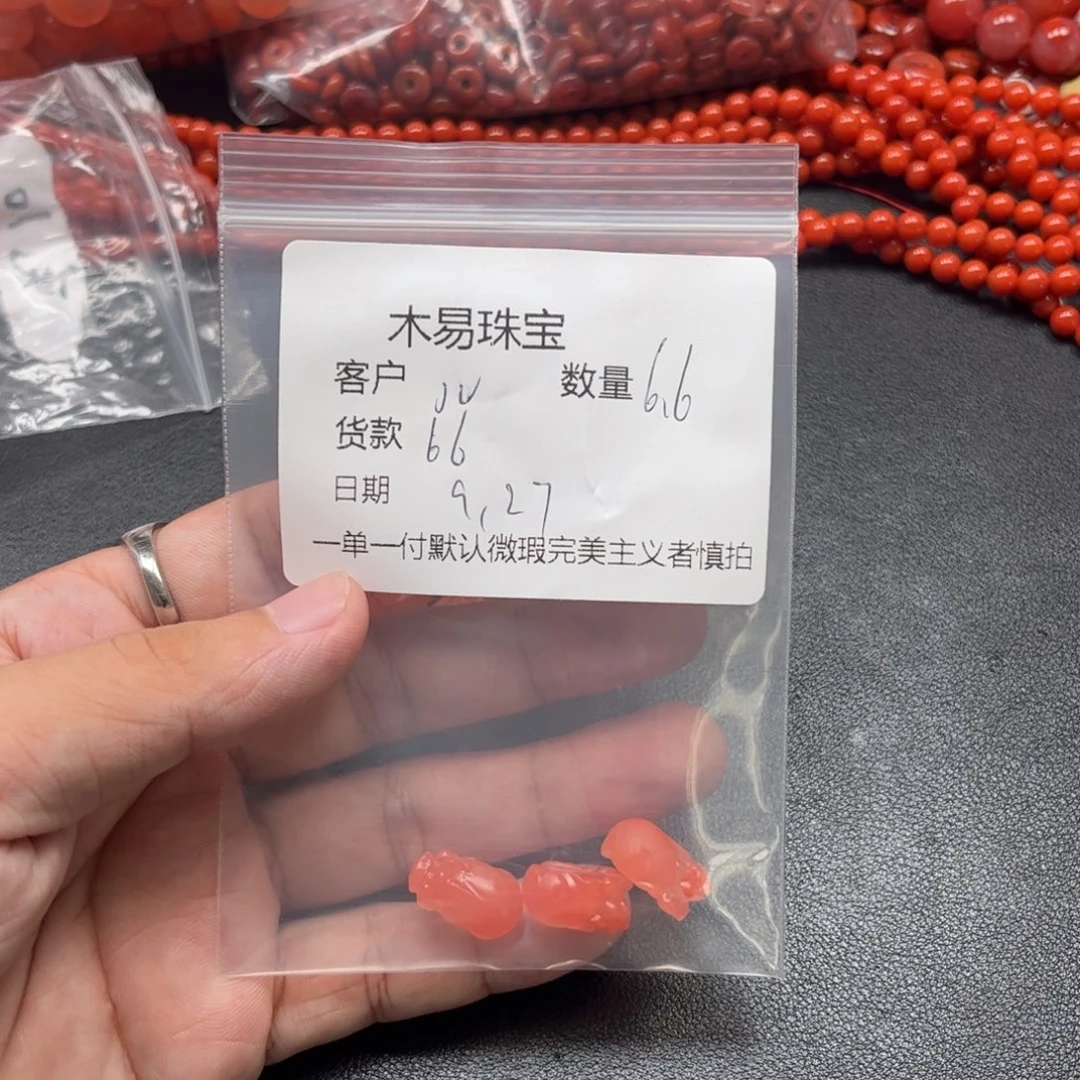 木易珠宝
客户 数量 6.6
货款 66
日期 9.27
一单一付默认微瑕完美主义者慎拍